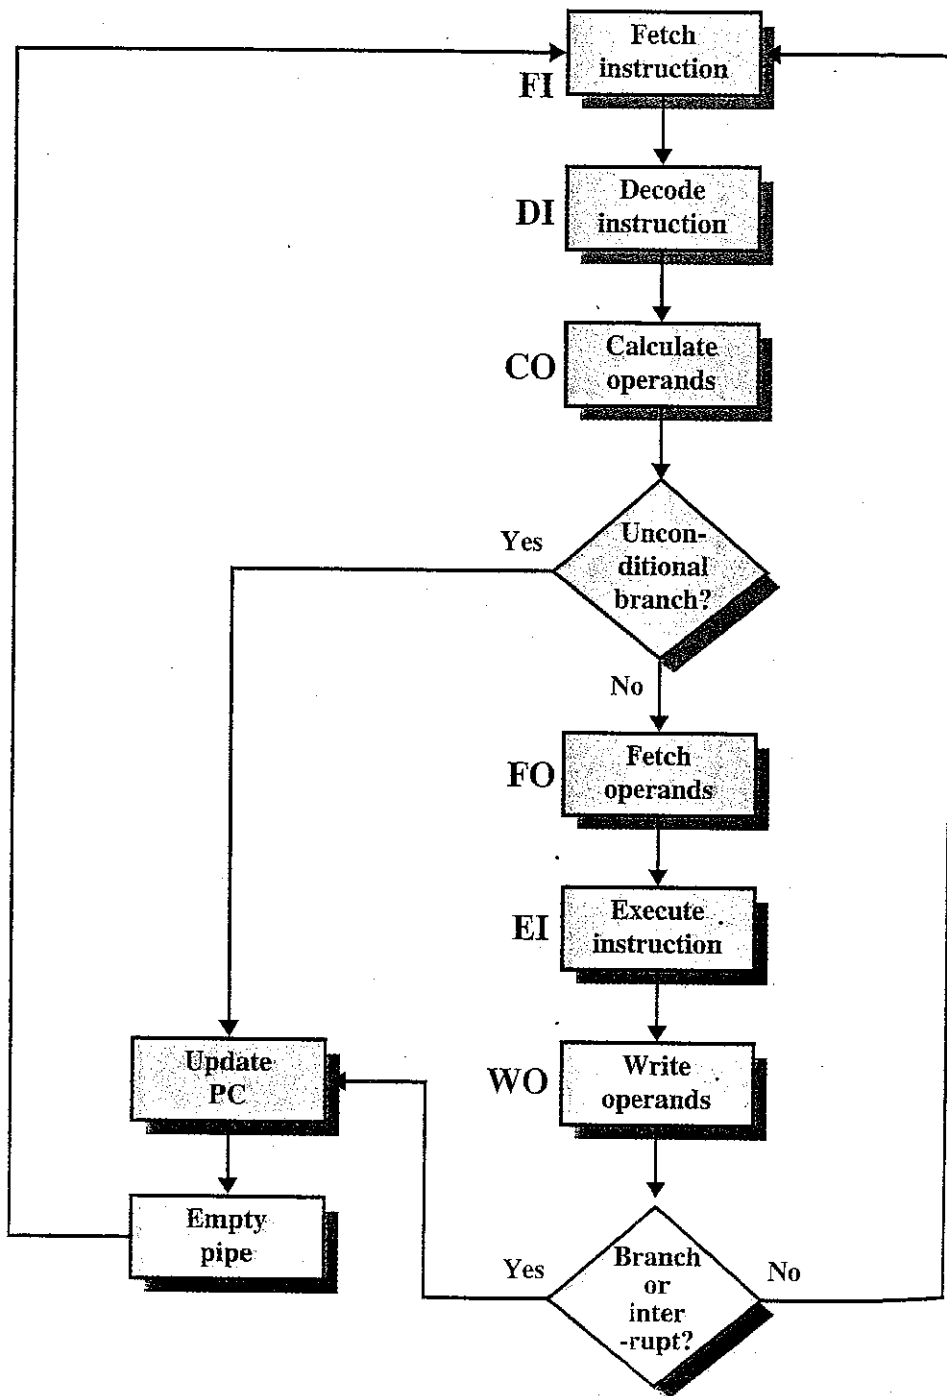 Fetch
instruction
FI
Decode
instruction
DI
Calculate
operands
CO
Uncon-
ditional
branch?
Yes
No
Fetch
operands
FO
Execute
instruction
EI
Update
PC
Write
operands
WO
Empty
pipe
Yes
Branch
or
inter
-rupt?
No